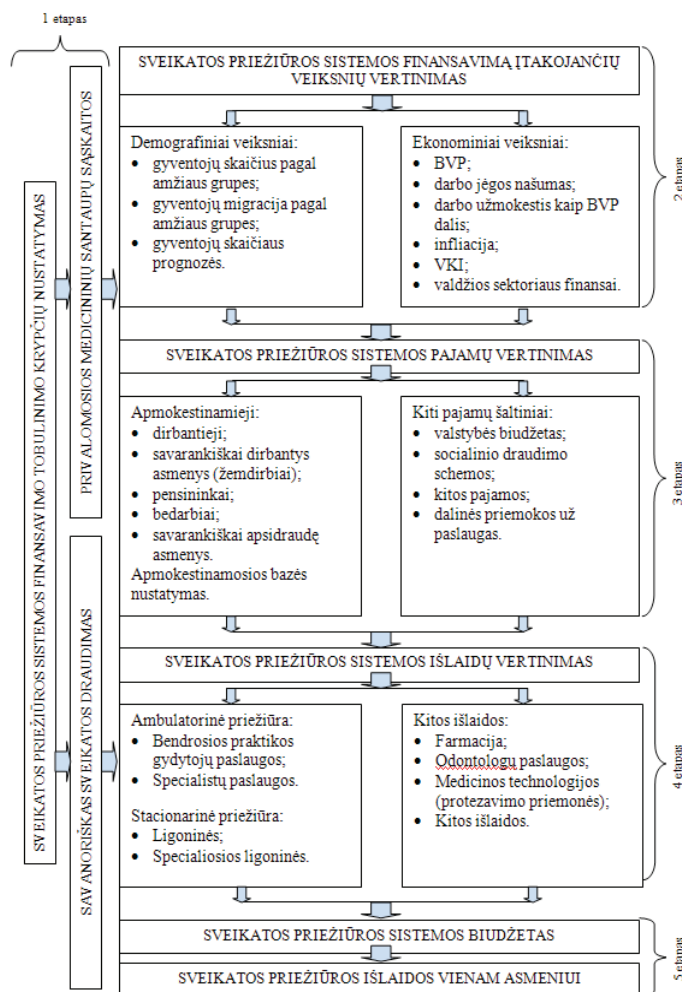 1 etapas
SVEIKATOS PRIEŽIŪROS SISTEMOS FINANSAVIMO TOBULINIMO KRYPČIŲ NUSTATYMAS
PRIVALOMOSIOS MEDICININIŲ SANTAUPŲ SĄSKAITOS
SAVANORIŠKAS SVEIKATOS DRAUDIMAS
SVEIKATOS PRIEŽIŪROS SISTEMOS FINANSAVIMĄ ĮTAKOJANČIŲ
VEIKSNIŲ VERTINIMAS
Demografiniai veiksniai:
• gyventojų skaičius pagal
amžiaus grupes;
• gyventojų migracija pagal
amžiaus grupes;
• gyventojų skaičiaus
prognozės.
Ekonominiai veiksniai:
• BVP;
• darbo jėgos našumas;
• darbo užmokestis kaip BVP
dalis;
• infliacija;
• VKI;
• valdžios sektoriaus finansai.
2 etapas
SVEIKATOS PRIEŽIŪROS SISTEMOS PAJAMŲ VERTINIMAS
Apmokestinamieji:
• dirbantieji;
• savarankiškai dirbantys
asmenys (žemdirbiai);
• pensininkai;
• bedarbiai;
• savarankiškai apsidraudę
asmenys.
Apmokestinamosios bazės
nustatymas.
Kiti pajamų šaltiniai:
• valstybės biudžetas;
• socialinio draudimo
schemos;
• kitos pajamos;
• dalinės priemokos už
paslaugas.
3 etapas
SVEIKATOS PRIEŽIŪROS SISTEMOS IŠLAIDŲ VERTINIMAS
Ambulatorinė priežiūra:
• Bendrosios praktikos
gydytojų paslaugos;
• Specialistų paslaugos.
Stacionarinė priežiūra:
• Ligoninės;
• Specialiosios ligoninės.
Kitos išlaidos:
• Farmacija;
• Odontologų paslaugos;
• Medicinos technologijos
(protezavimo priemonės);
• Kitos išlaidos.
4 etapas
SVEIKATOS PRIEŽIŪROS SISTEMOS BIUDŽETAS
SVEIKATOS PRIEŽIŪROS IŠLAIDOS VIENAM ASMENIUI
5 etapas